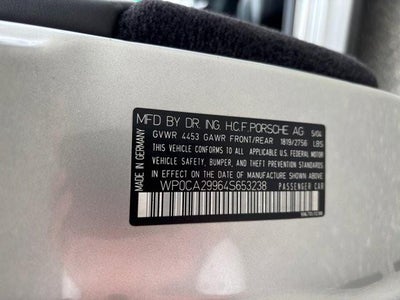 MFD BY DR. ING. H.C.F. PORSCHE AG 5/04
GVWR 4453 GAWR FRONT/REAR 1819/2756 LBS
THIS VEHICLE CONFORMS TO ALL APPLICABLE U.S. FEDERAL MOTOR
VEHICLE SAFETY, BUMPER, AND THEFT PREVENTION STANDARDS
IN EFFECT ON THE DATE OF MANUFACTURE SHOWN ABOVE.
WP0CA29964S653238 PASSENGER CAR
MADE IN GERMANY